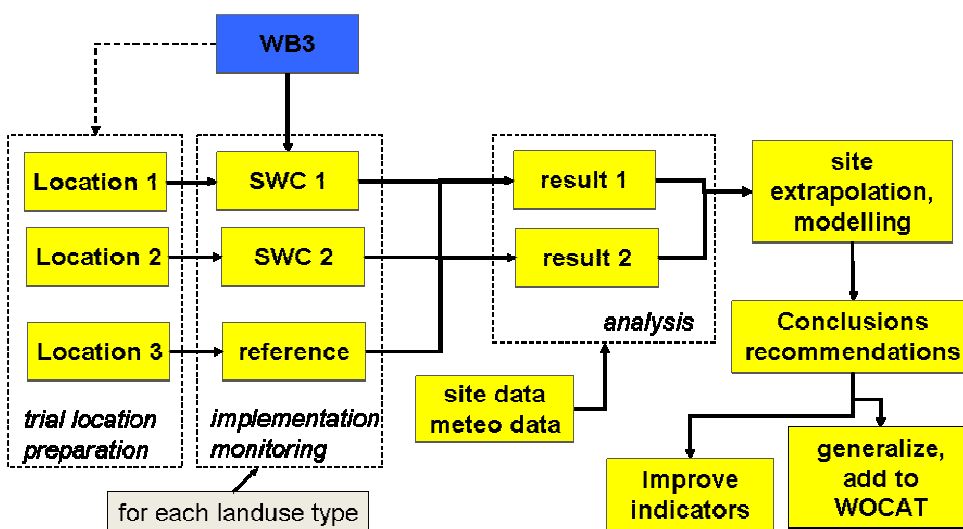 WB3
Location 1
SWC 1
result 1
site
extrapolation,
modelling
Location 2
SWC 2
result 2
Location 3
reference
analysis
Conclusions
recommendations
trial location
preparation
implementation
monitoring
site data
meteo data
Improve
indicators
generalize,
add to
WOCAT
for each landuse type